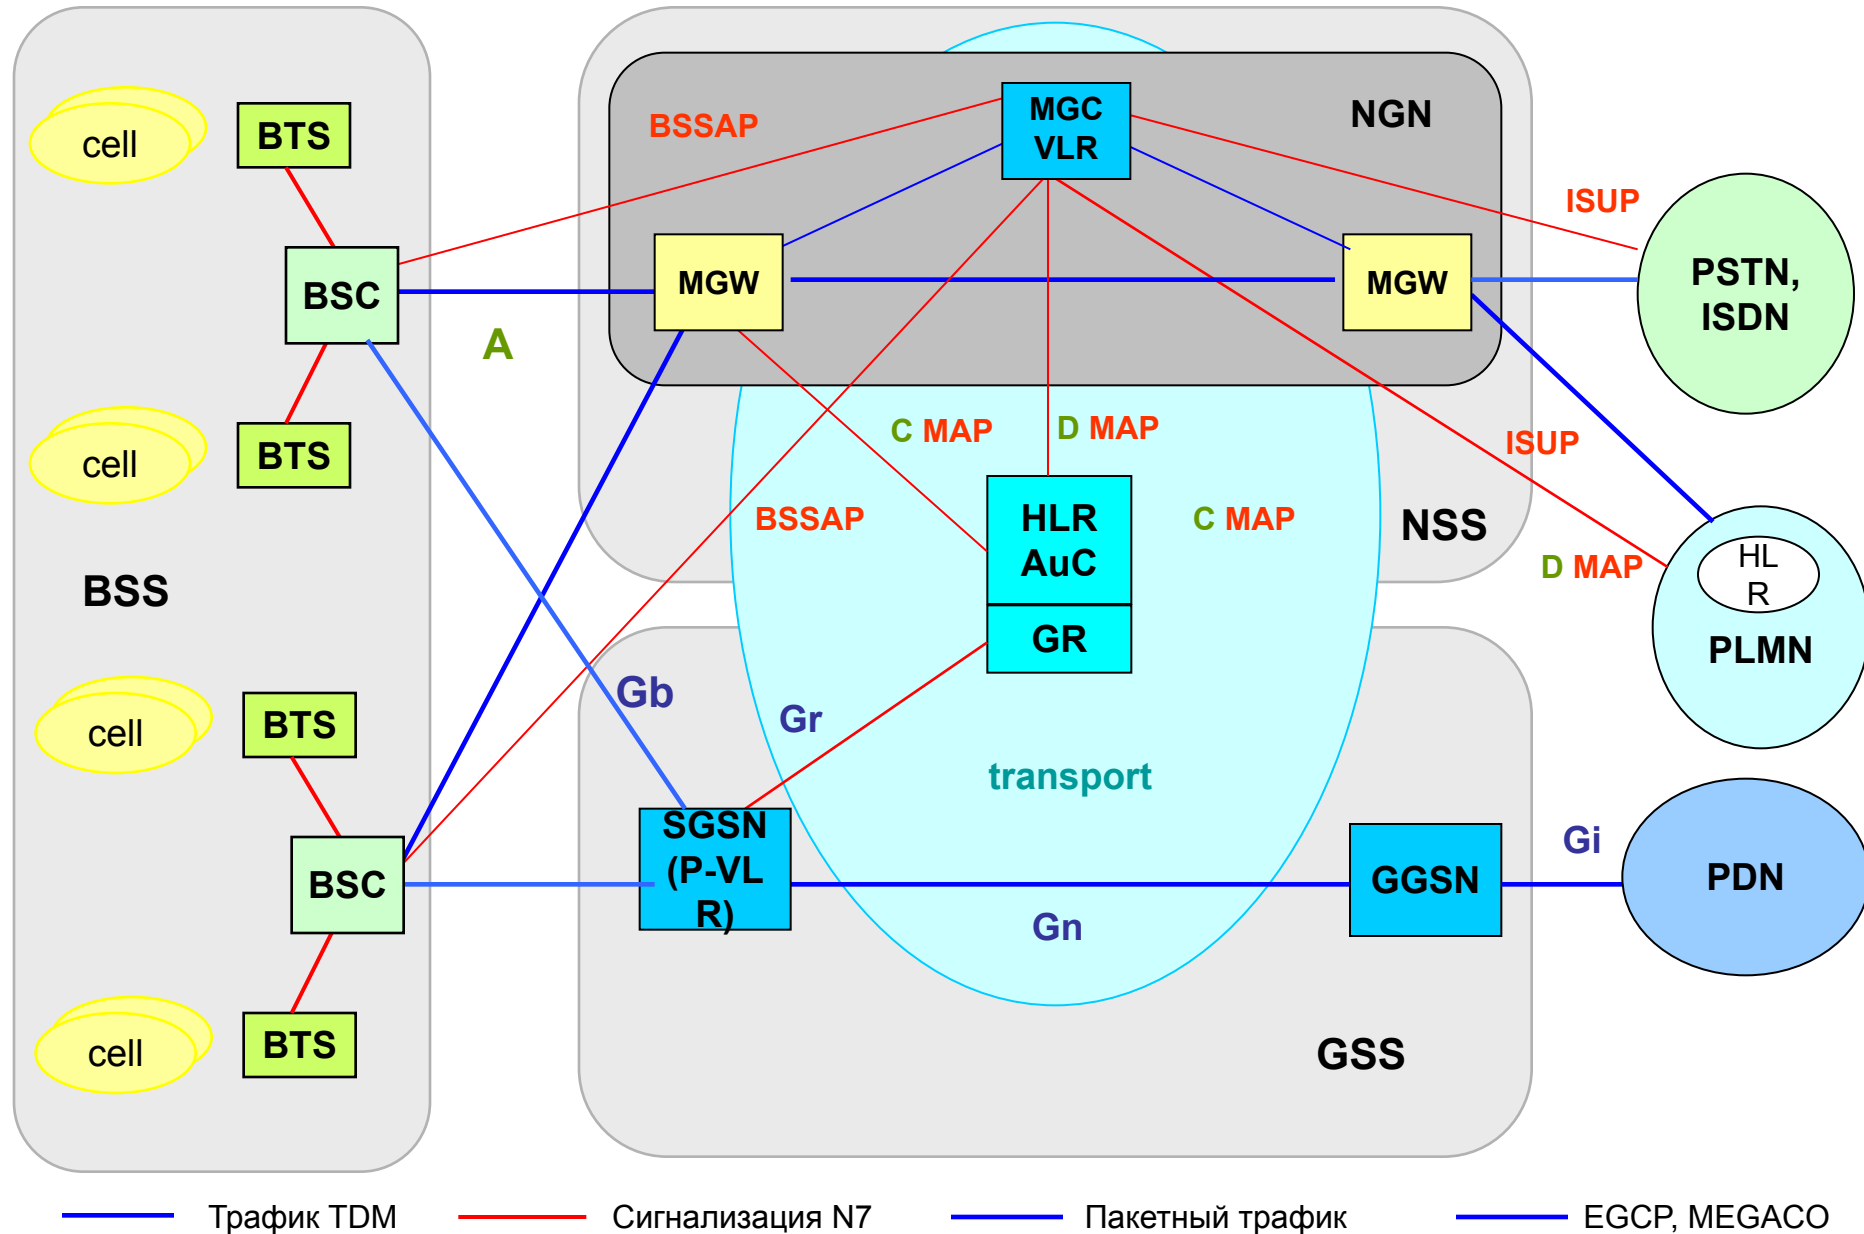 cell
BTS
BSC
cell
BTS
BSS
cell
BTS
BSC
cell
BTS
A
BSSAP
MGC
VLR
NGN
MGW
MGW
ISUP
PSTN,
ISDN
C MAP
D MAP
ISUP
BSSAP
HLR
AuC
GR
C MAP
NSS
D MAP
HL
R
PLMN
Gb
Gr
transport
SGSN
(P-VL
R)
Gn
GGSN
Gi
PDN
GSS
Трафик TDM
Сигнализация N7
Пакетный трафик
EGCP, MEGACO